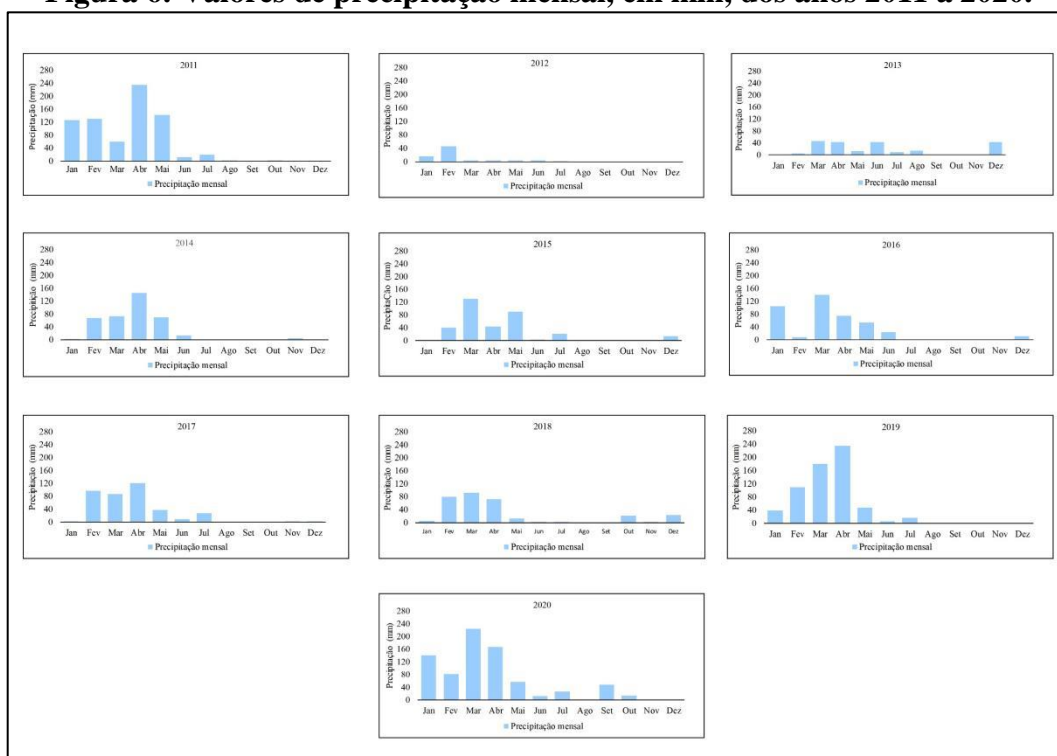 Figura 6: Valores de precipitação mensal, em mm, dos anos 2011 a 2020.
2011
Precipitação (mm)
280
240
200
160
120
80
40
0
Jan Fev Mar Abr Mai Jun Jul Ago Set Out Nov Dez
Precipitação mensal
2012
Precipitação (mm)
280
240
200
160
120
80
40
0
Jan Fev Mar Abr Mai Jun Jul Ago Set Out Nov Dez
Precipitação mensal
2013
Precipitação (mm)
280
240
200
160
120
80
40
0
Jan Fev Mar Abr Mai Jun Jul Ago Set Out Nov Dez
Precipitação mensal
2014
Precipitição (mm)
280
240
200
160
120
80
40
0
Jan Fev Mar Abr Mai Jun Jul Ago Set Out Nov Dez
Precipitação mensal
2015
PrecipitaÇão (mm)
280
240
200
160
120
80
40
0
Jan Fev Mar Abr Mai Jun Jul Ago Set Out Nov Dez
Precipitação mensal
2016
Precipitação (mm)
280
240
200
160
120
80
40
0
Jan Fev Mar Abr Mai Jun Jul Ago Set Out Nov Dez
Precipitação mensal
2017
Precipitação (mm)
280
240
200
160
120
80
40
0
Jan Fev Mar Abr Mai Jun Jul Ago Set Out Nov Dez
Precipitação mensal
2018
Precipitação (mm)
280
240
200
160
120
80
40
0
Jan Fev Mar Abr Mai Jun Jul Ago Set Out Nov Dez
Precipitação mensal
2019
Precipitação (mm)
280
240
200
160
120
80
40
0
Jan Fev Mar Abr Mai Jun Jul Ago Set Out Nov Dez
Precipitação mensal
2020
Precipitação (mm)
280
240
200
160
120
80
40
0
Jan Fev Mar Abr Mai Jun Jul Ago Set Out Nov Dez
Precipitação mensal